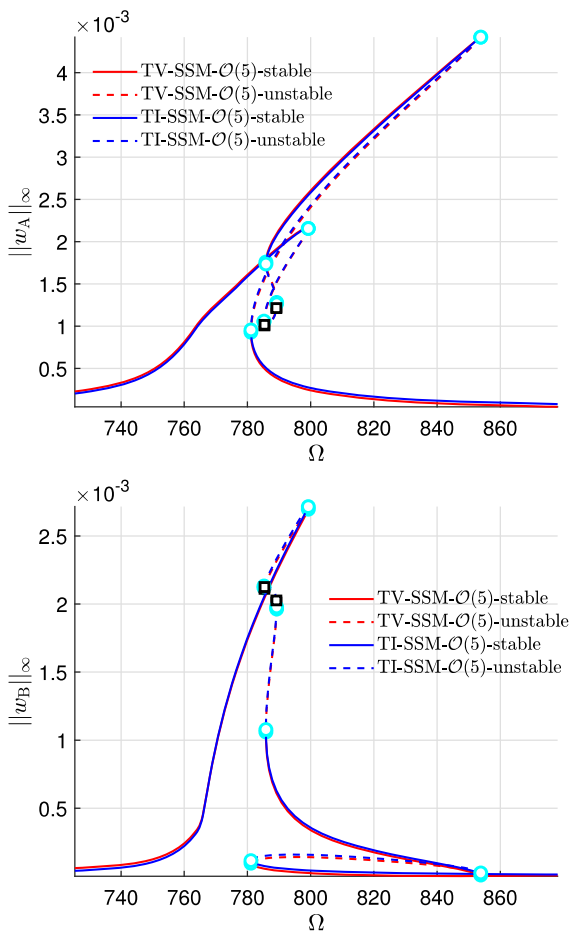 ×10⁻³
4
3.5
3
2.5
2
1.5
1
0.5
||w_A||_∞
TV-SSM-𝒪(5)-stable
TV-SSM-𝒪(5)-unstable
TI-SSM-𝒪(5)-stable
TI-SSM-𝒪(5)-unstable
740 760 780 800 820 840 860
Ω
×10⁻³
2.5
2
1.5
1
0.5
||w_B||_∞
TV-SSM-𝒪(5)-stable
TV-SSM-𝒪(5)-unstable
TI-SSM-𝒪(5)-stable
TI-SSM-𝒪(5)-unstable
740 760 780 800 820 840 860
Ω